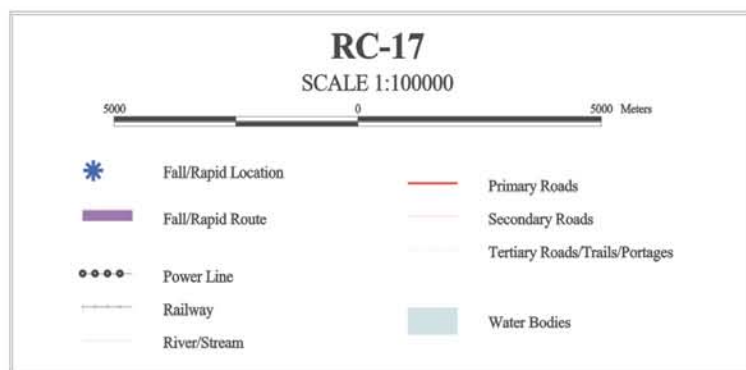 RC-17
SCALE 1:100000
5000 0 5000 Meters
Fall/Rapid Location
Fall/Rapid Route
Power Line
Railway
River/Stream
Primary Roads
Secondary Roads
Tertiary Roads/Trails/Portages
Water Bodies